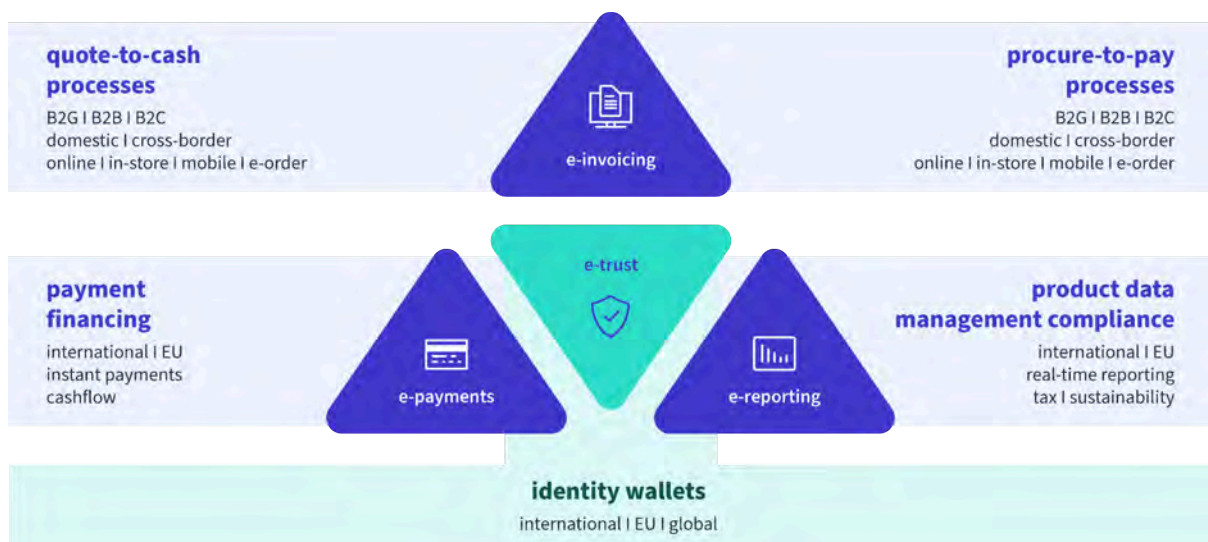 quote-to-cash
processes
B2G I B2B I B2C
domestic I cross-border
online I in-store I mobile I e-order
e-invoicing
procure-to-pay
processes
B2G I B2B I B2C
domestic I cross-border
online I in-store I mobile I e-order
payment
financing
international I EU
instant payments
cashflow
e-payments
e-trust
e-reporting
product data
management compliance
international I EU
real-time reporting
tax I sustainability
identity wallets
international I EU I global